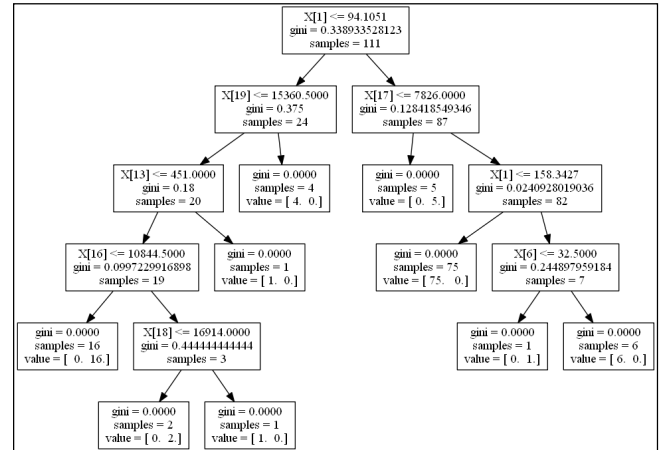 X[1] <= 94.1051
gini = 0.338933528123
samples = 111
X[19] <= 15360.5000
gini = 0.375
samples = 24
X[17] <= 7826.0000
gini = 0.128418549346
samples = 87
X[13] <= 451.0000
gini = 0.18
samples = 20
gini = 0.0000
samples = 4
value = [ 4. 0.]
gini = 0.0000
samples = 5
value = [ 0. 5.]
X[1] <= 158.3427
gini = 0.0240928019036
samples = 82
X[16] <= 10844.5000
gini = 0.0997229916898
samples = 19
gini = 0.0000
samples = 1
value = [ 1. 0.]
gini = 0.0000
samples = 75
value = [ 75. 0.]
X[6] <= 32.5000
gini = 0.244897959184
samples = 7
gini = 0.0000
samples = 16
value = [ 0. 16.]
X[18] <= 16914.0000
gini = 0.444444444444
samples = 3
gini = 0.0000
samples = 1
value = [ 0. 1.]
gini = 0.0000
samples = 6
value = [ 6. 0.]
gini = 0.0000
samples = 2
value = [ 0. 2.]
gini = 0.0000
samples = 1
value = [ 1. 0.]